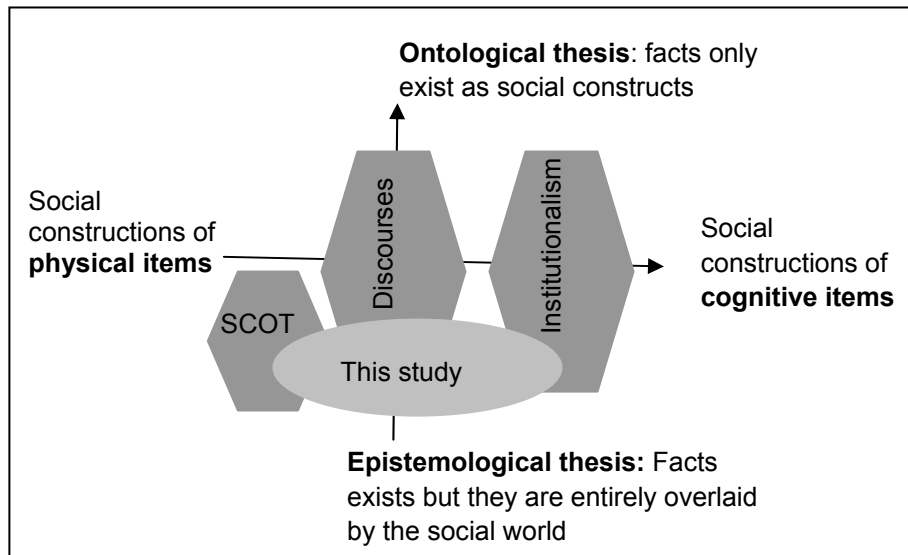 Ontological thesis: facts only
exist as social constructs
Social
constructions of
physical items
Discourses
Institutionalism
Social
constructions of
cognitive items
SCOT
This study
Epistemological thesis: Facts
exists but they are entirely overlaid
by the social world